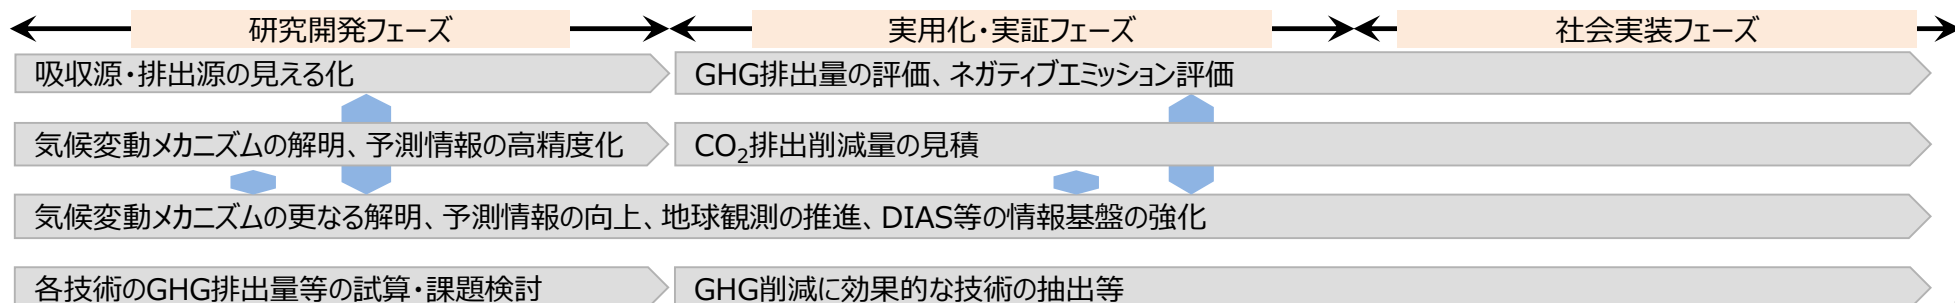 研究開発フェーズ
実用化・実証フェーズ
社会実装フェーズ
吸収源・排出源の見える化
GHG排出量の評価、ネガティブエミッション評価
気候変動メカニズムの解明、予測情報の高精度化
CO₂排出削減量の見積
気候変動メカニズムの更なる解明、予測情報の向上、地球観測の推進、DIAS等の情報基盤の強化
各技術のGHG排出量等の試算・課題検討
GHG削減に効果的な技術の抽出等